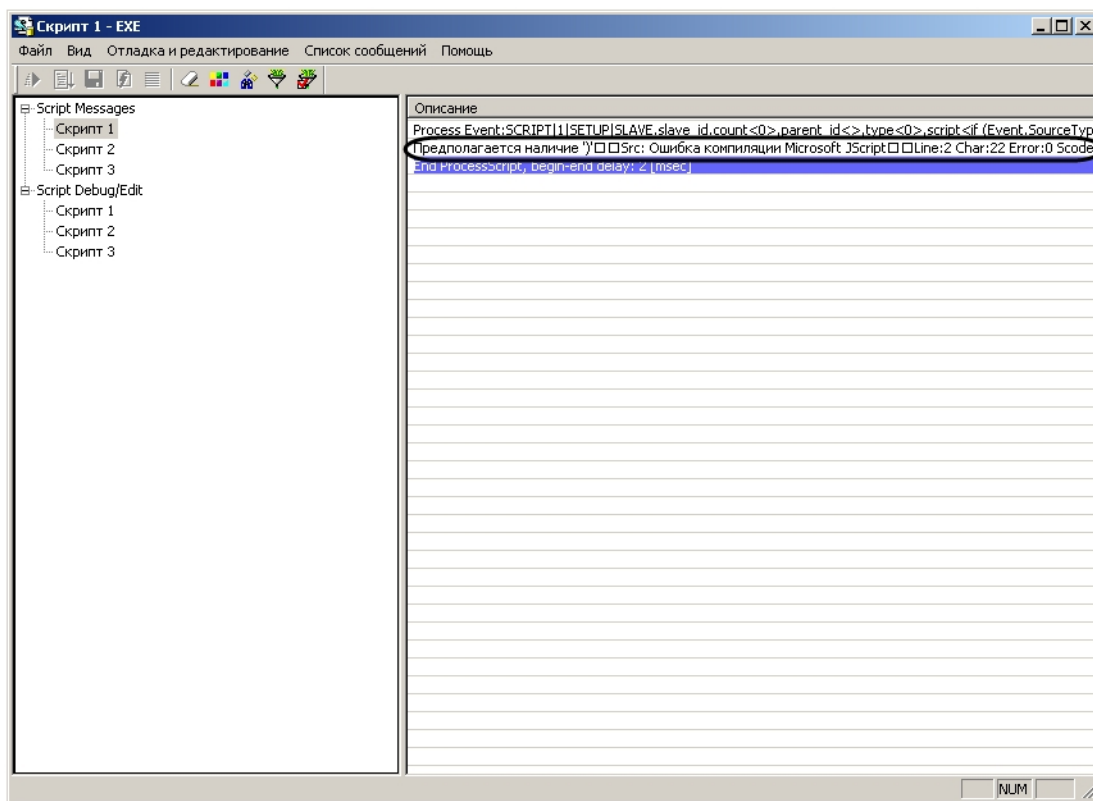 Скрипт 1 - EXE
Файл Вид Отладка и редактирование Список сообщений Помощь
Script Messages
Скрипт 1
Скрипт 2
Скрипт 3
Script Debug/Edit
Скрипт 1
Скрипт 2
Скрипт 3
Описание
Process Event:SCRIPT|1|SETUP|SLAVE.slave_id.count<0>,parent_id<>,type<0>,script<if (Event.SourceTyp
Предполагается наличие ')'□□Src: Ошибка компиляции Microsoft JScript□□Line:2 Char:22 Error:0 Scode
End ProcessScript, begin-end delay: 2 [msec]
NUM